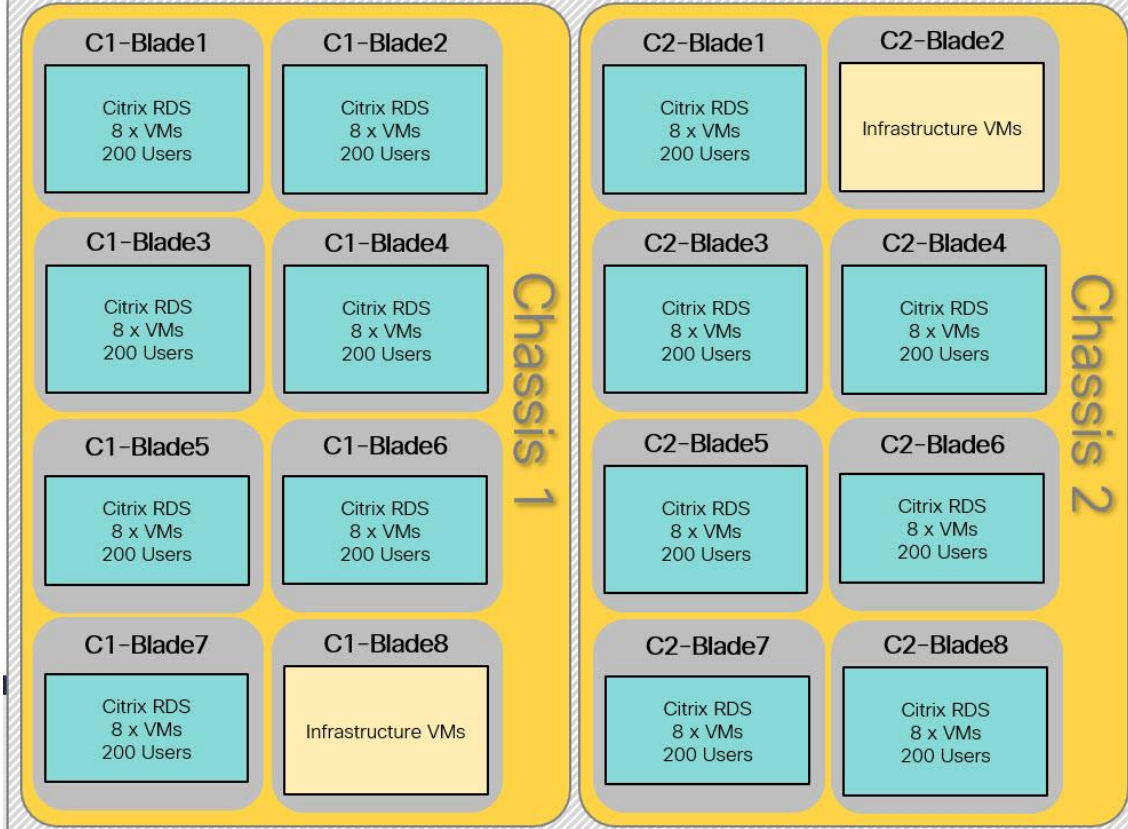 C1-Blade1
Citrix RDS
8 x VMs
200 Users
C1-Blade2
Citrix RDS
8 x VMs
200 Users
C1-Blade3
Citrix RDS
8 x VMs
200 Users
C1-Blade4
Citrix RDS
8 x VMs
200 Users
C1-Blade5
Citrix RDS
8 x VMs
200 Users
C1-Blade6
Citrix RDS
8 x VMs
200 Users
C1-Blade7
Citrix RDS
8 x VMs
200 Users
C1-Blade8
Infrastructure VMs
Chassis 1
C2-Blade1
Citrix RDS
8 x VMs
200 Users
C2-Blade2
Infrastructure VMs
C2-Blade3
Citrix RDS
8 x VMs
200 Users
C2-Blade4
Citrix RDS
8 x VMs
200 Users
C2-Blade5
Citrix RDS
8 x VMs
200 Users
C2-Blade6
Citrix RDS
8 x VMs
200 Users
C2-Blade7
Citrix RDS
8 x VMs
200 Users
C2-Blade8
Citrix RDS
8 x VMs
200 Users
Chassis 2